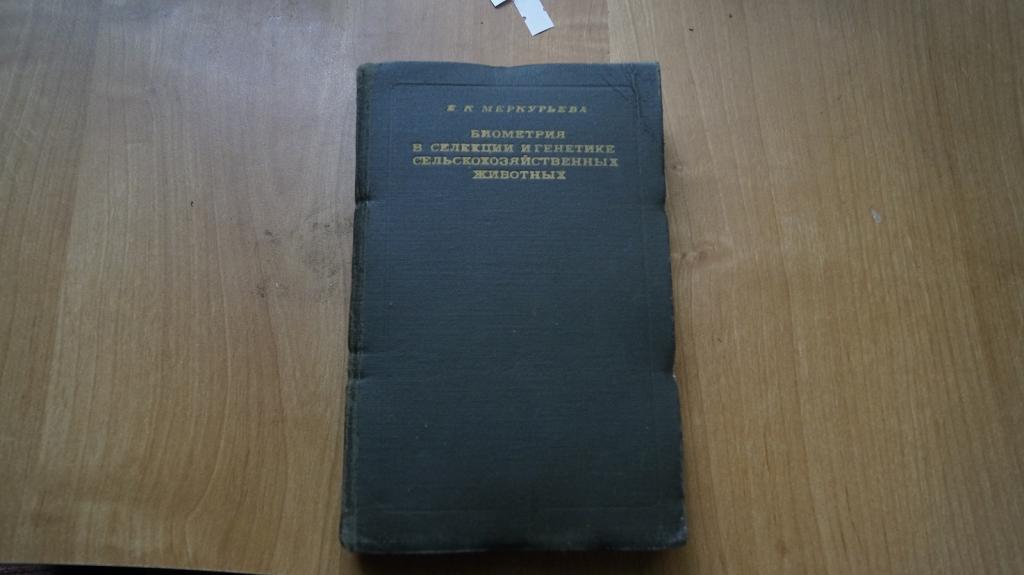 Е. К МЕРКУРЬЕВА
БИОМЕТРИЯ
В СЕЛЕКЦИИ И ГЕНЕТИКЕ
СЕЛЬСКОХОЗЯЙСТВЕННЫХ
ЖИВОТНЫХ